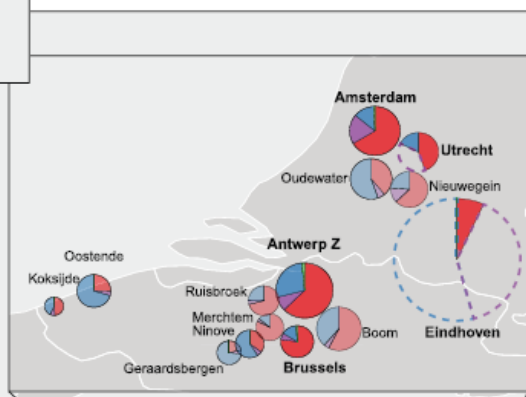 Amsterdam
Utrecht
Oudewater
Nieuwegein
Antwerp Z
Oostende
Koksijde
Ruisbroek
Merchtem
Ninove
Boom
Eindhoven
Geraardsbergen
Brussels